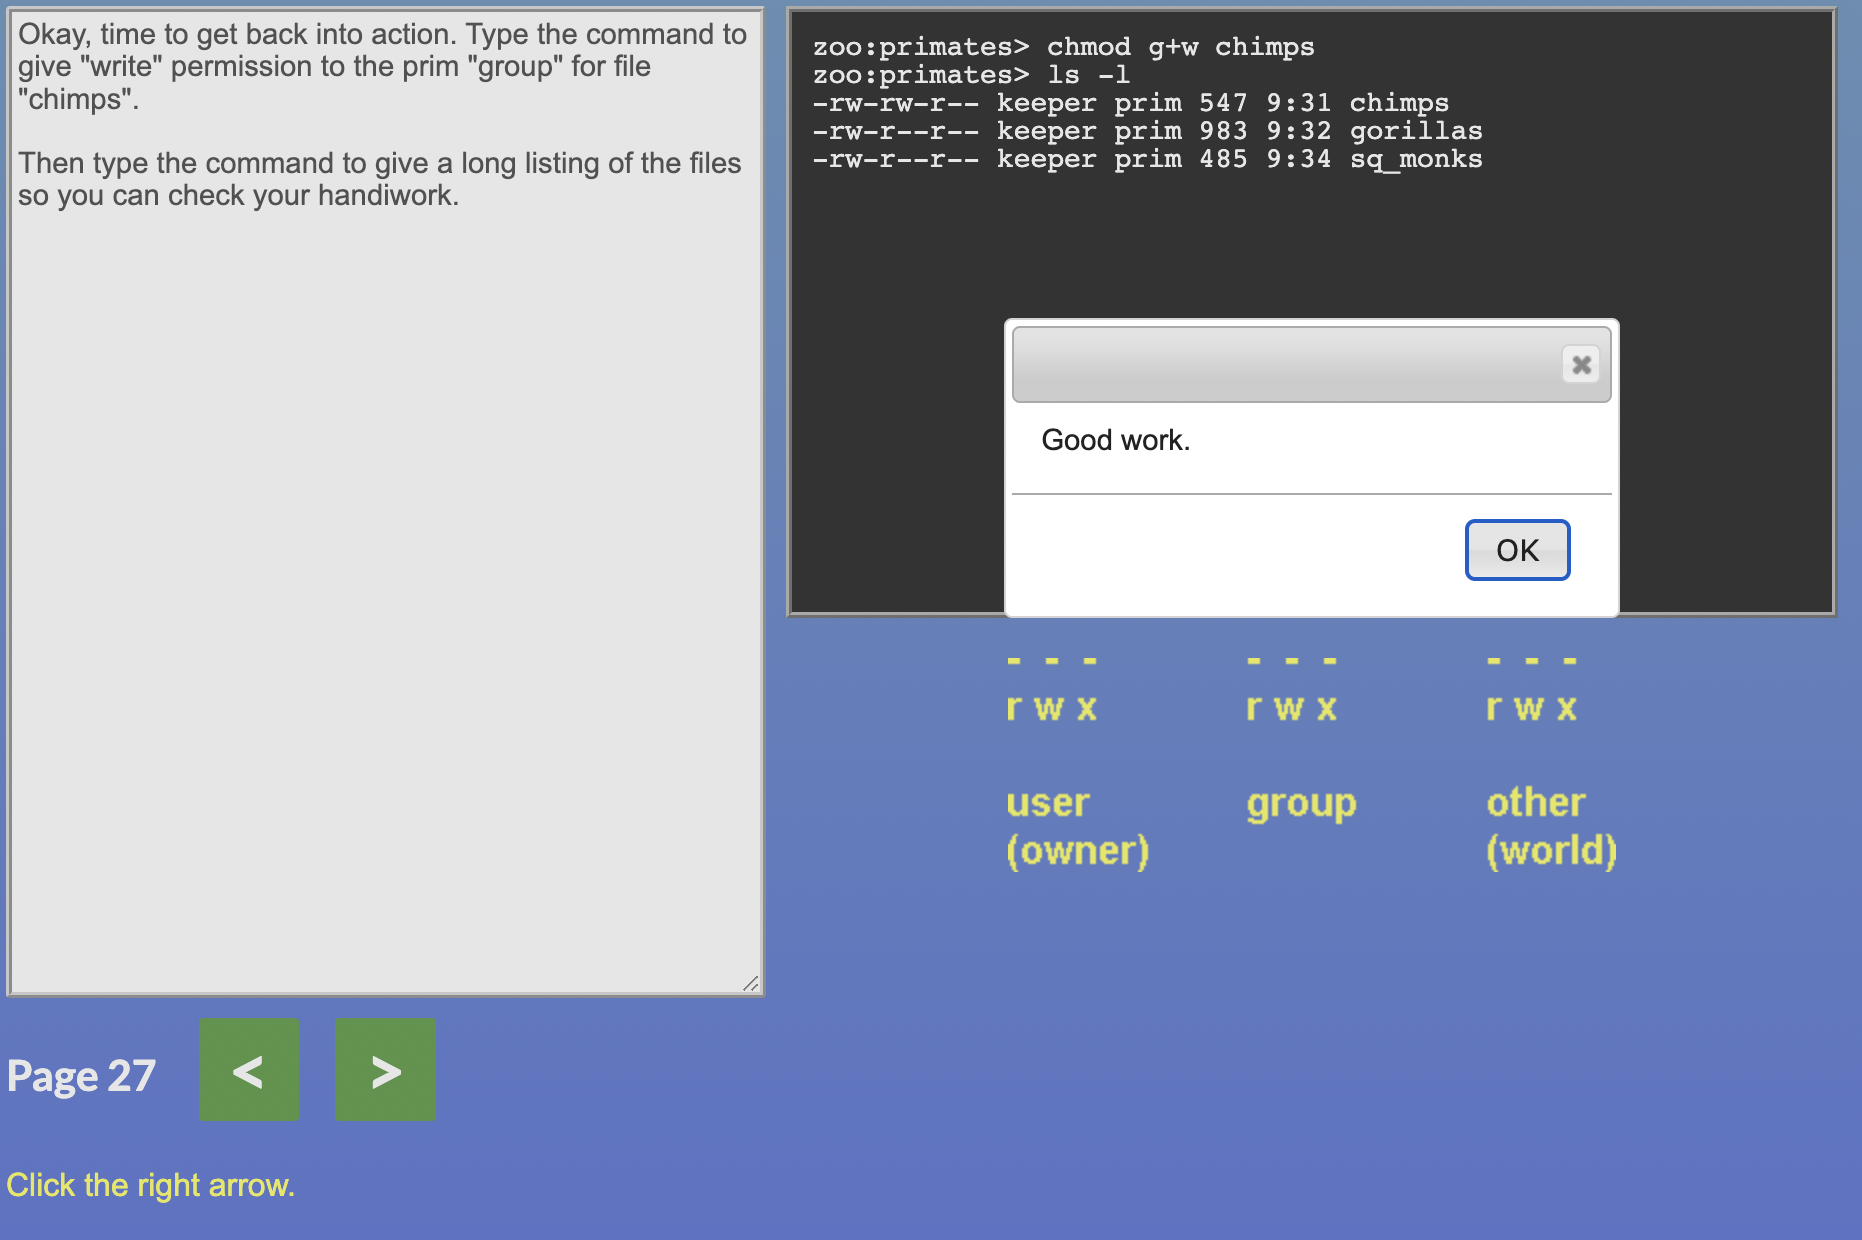 Okay, time to get back into action. Type the command to
give "write" permission to the prim "group" for file
"chimps".
Then type the command to give a long listing of the files
so you can check your handiwork.
zoo:primates> chmod g+w chimps
zoo:primates> ls -l
-rw-rw-r-- keeper prim 547 9:31 chimps
-rw-r--r-- keeper prim 983 9:32 gorillas
-rw-r--r-- keeper prim 485 9:34 sq_monks
Good work.
OK
- - - - - - - - -
r w x r w x r w x
user group other
(owner) (world)
Page 27 < >
Click the right arrow.